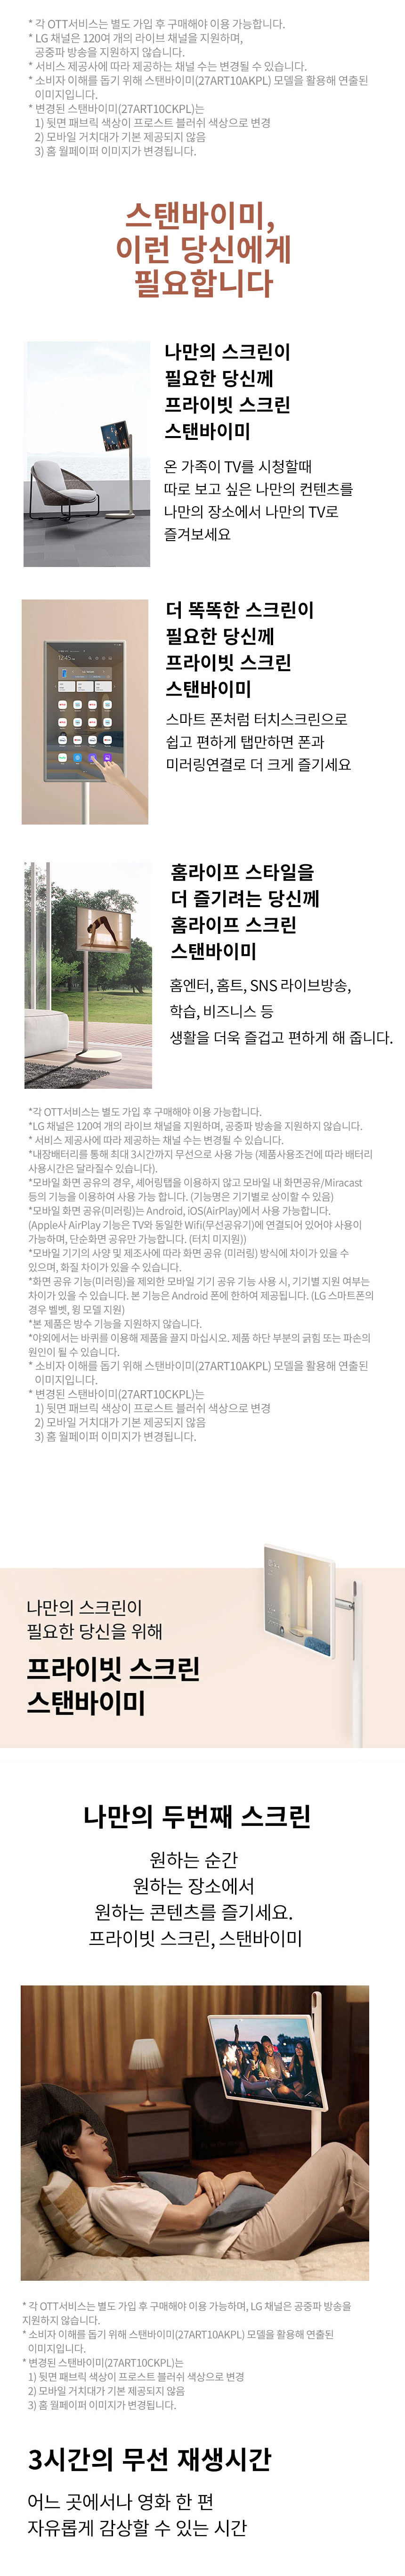 * 각 OTT서비스는 별도 가입 후 구매해야 이용 가능합니다.
* LG 채널은 120여 개의 라이브 채널을 지원하며,
공중파 방송을 지원하지 않습니다.
* 서비스 제공사에 따라 제공하는 채널 수는 변경될 수 있습니다.
* 소비자 이해를 돕기 위해 스탠바이미(27ART10AKPL) 모델을 활용해 연출된
이미지입니다.
* 변경된 스탠바이미(27ART10CKPL)는
1) 뒷면 패브릭 색상이 프로스트 블러쉬 색상으로 변경
2) 모바일 거치대가 기본 제공되지 않음
3) 홈 월페이퍼 이미지가 변경됩니다.
스탠바이미,
이런 당신에게
필요합니다
나만의 스크린이
필요한 당신께
프라이빗 스크린
스탠바이미
온 가족이 TV를 시청할때
따로 보고 싶은 나만의 컨텐츠를
나만의 장소에서 나만의 TV로
즐겨보세요
더 똑똑한 스크린이
필요한 당신께
프라이빗 스크린
스탠바이미
스마트 폰처럼 터치스크린으로
쉽고 편하게 탭만하면 폰과
미러링연결로 더 크게 즐기세요
홈라이프 스타일을
더 즐기려는 당신께
홈라이프 스크린
스탠바이미
홈엔터, 홈트, SNS 라이브방송,
학습, 비즈니스 등
생활을 더욱 즐겁고 편하게 해 줍니다.
*각 OTT서비스는 별도 가입 후 구매해야 이용 가능합니다.
*LG 채널은 120여 개의 라이브 채널을 지원하며, 공중파 방송을 지원하지 않습니다.
* 서비스 제공사에 따라 제공하는 채널 수는 변경될 수 있습니다.
*내장배터리를 통해 최대 3시간까지 무선으로 사용 가능 (제품사용조건에 따라 배터리
사용시간은 달라질수 있습니다).
*모바일 화면 공유의 경우, 셰어링탭을 이용하지 않고 모바일 내 화면공유/Miracast
등의 기능을 이용하여 사용 가능 합니다. (기능명은 기기별로 상이할 수 있음)
*모바일 화면 공유(미러링)는 Android, iOS(AirPlay)에서 사용 가능합니다.
(Apple사 AirPlay 기능은 TV와 동일한 Wifi(무선공유기)에 연결되어 있어야 사용이
가능하며, 단순화면 공유만 가능합니다. (터치 미지원))
*모바일 기기의 사양 및 제조사에 따라 화면 공유 (미러링) 방식에 차이가 있을 수
있으며, 화질 차이가 있을 수 있습니다.
*화면 공유 기능(미러링)을 제외한 모바일 기기 공유 기능 사용 시, 기기별 지원 여부는
차이가 있을 수 있습니다. 본 기능은 Android 폰에 한하여 제공됩니다. (LG 스마트폰의
경우 벨벳, 윙 모델 지원)
*본 제품은 방수 기능을 지원하지 않습니다.
*야외에서는 바퀴를 이용해 제품을 끌지 마십시오. 제품 하단 부분의 긁힘 또는 파손의
원인이 될 수 있습니다.
* 소비자 이해를 돕기 위해 스탠바이미(27ART10AKPL) 모델을 활용해 연출된
이미지입니다.
* 변경된 스탠바이미(27ART10CKPL)는
1) 뒷면 패브릭 색상이 프로스트 블러쉬 색상으로 변경
2) 모바일 거치대가 기본 제공되지 않음
3) 홈 월페이퍼 이미지가 변경됩니다.
나만의 스크린이
필요한 당신을 위해
프라이빗 스크린
스탠바이미
나만의 두번째 스크린
원하는 순간
원하는 장소에서
원하는 콘텐츠를 즐기세요.
프라이빗 스크린, 스탠바이미
* 각 OTT서비스는 별도 가입 후 구매해야 이용 가능하며, LG 채널은 공중파 방송을
지원하지 않습니다.
* 소비자 이해를 돕기 위해 스탠바이미(27ART10AKPL) 모델을 활용해 연출된
이미지입니다.
* 변경된 스탠바이미(27ART10CKPL)는
1) 뒷면 패브릭 색상이 프로스트 블러쉬 색상으로 변경
2) 모바일 거치대가 기본 제공되지 않음
3) 홈 월페이퍼 이미지가 변경됩니다.
3시간의 무선 재생시간
어느 곳에서나 영화 한 편
자유롭게 감상할 수 있는 시간